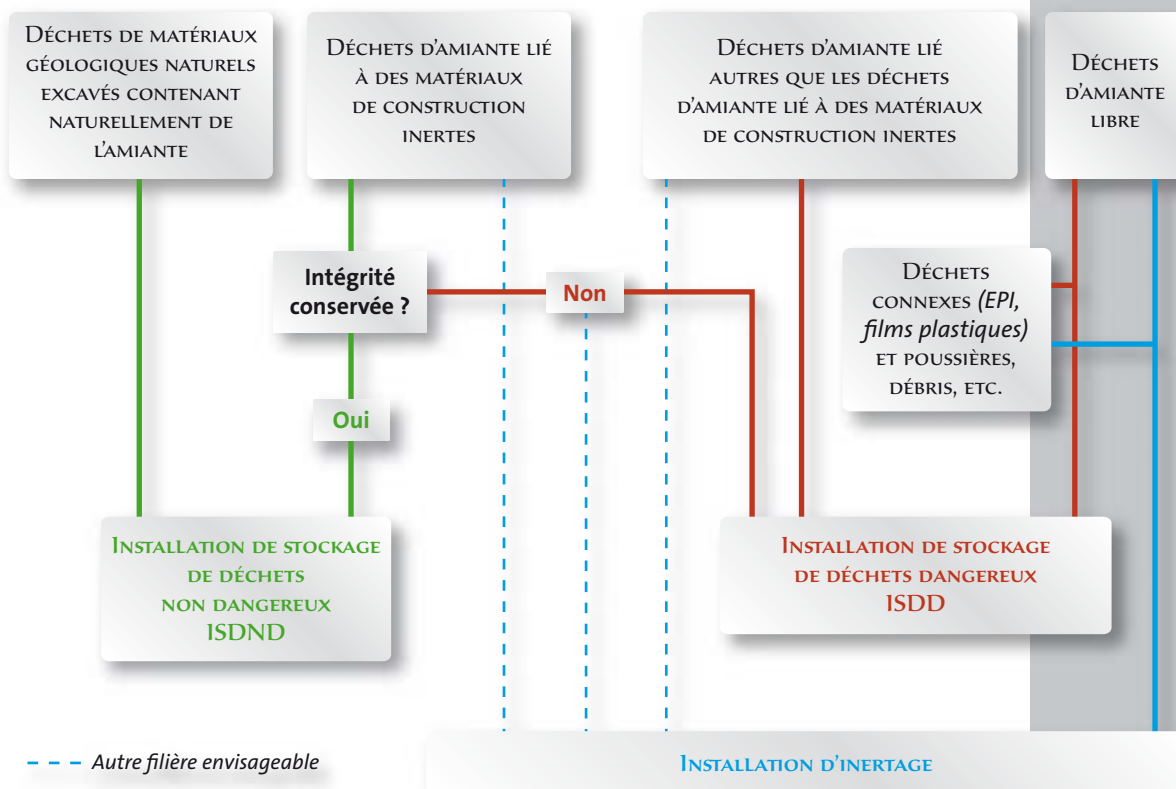 Déchets de matériaux
géologiques naturels
excavés contenant
naturellement de
l'amiante
Déchets d'amiante lié
à des matériaux
de construction
inertes
Déchets d'amiante lié
autres que les déchets
d'amiante lié à des matériaux
de construction inertes
Déchets
d'amiante
libre
Intégrité
conservée ?
Non
Déchets
connexes (EPI,
films plastiques)
et poussières,
débris, etc.
Oui
Installation de stockage
de déchets
non dangereux
ISDND
Installation de stockage
de déchets dangereux
ISDD
Autre filière envisageable
Installation d'inertage